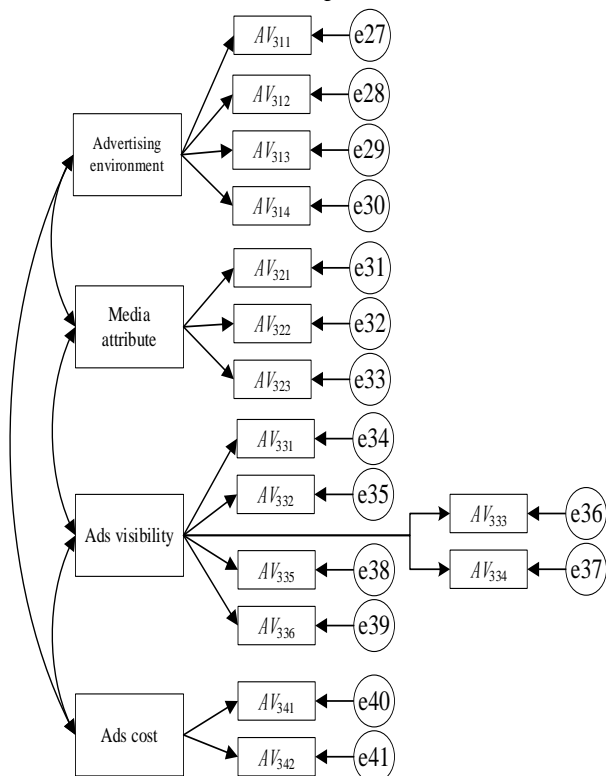 AV311
e27
AV312
e28
Advertising
environment
AV313
e29
AV314
e30
AV321
e31
Media
attribute
AV322
e32
AV323
e33
AV331
e34
AV332
e35
AV333
e36
Ads visibility
AV335
e38
AV334
e37
AV336
e39
AV341
e40
Ads cost
AV342
e41